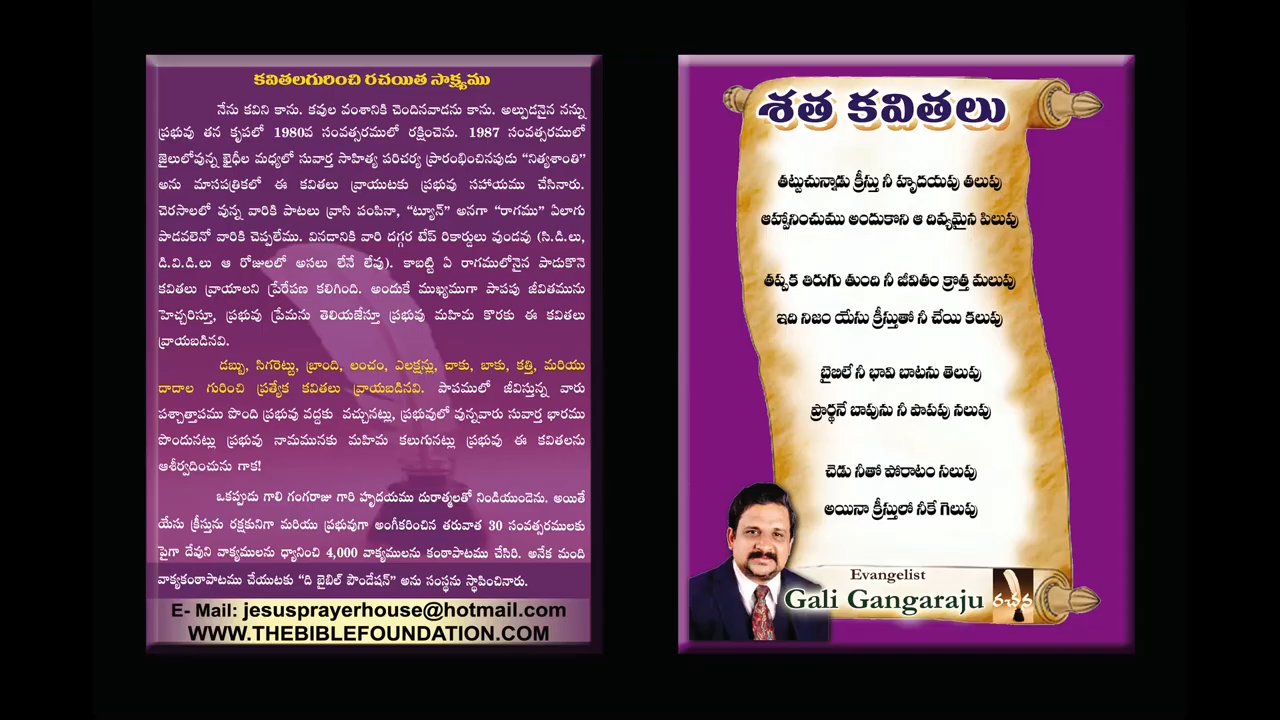 కవితలగురించి రచయిత సాక్ష్యము
నేను కవిని కాను. కవుల వంశానికి చెందినవాడను కాను. అల్పుడనైన నన్ను
ప్రభువు తన కృపలో 1980వ సంవత్సరములో రక్షించెను. 1987 సంవత్సరములో
జైలులోవున్న ఖైధీల మధ్యలో సువార్త సాహిత్య పరిచర్య ప్రారంభించినపుడు “నిత్యశాంతి”
అను మాసపత్రికలో ఈ కవితలు వ్రాయుటకు ప్రభువు సహాయము చేసినారు.
చెరసాలలో వున్న వారికి పాటలు వ్రాసి పంపినా, “ట్యూన్” అనగా “రాగము” ఏలాగు
పాడవలెనో వారికి చెప్పలేము. వినడానికి వారి దగ్గర టేప్ రికార్డులు వుండవు (సి.డి.లు,
డి.వి.డి.లు ఆ రోజులలో అసలు లేనే లేవు). కాబట్టి ఏ రాగములోనైన పాడుకొనె
కవితలు వ్రాయాలని ప్రేరేపణ కలిగింది. అందుకే ముఖ్యముగా పాపపు జీవితమును
హెచ్చరిస్తూ, ప్రభువు ప్రేమను తెలియజేస్తూ ప్రభువు మహిమ కొరకు ఈ కవితలు
వ్రాయబడినవి.
డబ్బు, సిగరెట్టు, బ్రాంది, లంచం, ఎలక్షన్లు, చాకు, బాకు, కత్తి, మరియు
దాదాల గురించి ప్రత్యేక కవితలు వ్రాయబడినవి. పాపములో జీవిస్తున్న వారు
పశ్చాత్తాపము పొంది ప్రభువు వద్దకు వచ్చునట్లు, ప్రభువులో వున్నవారు సువార్త భారము
పొందునట్లు ప్రభువు నామమునకు మహిమ కలుగునట్లు ప్రభువు ఈ కవితలను
ఆశీర్వదించును గాక!
ఒకప్పుడు గాలి గంగరాజు గారి హృదయము దురాత్మలతో నిండియుండెను. అయితే
యేసు క్రీస్తును రక్షకునిగా మరియు ప్రభువుగా అంగీకరించిన తరువాత 30 సంవత్సరములకు
పైగా దేవుని వాక్యములను ధ్యానించి 4,000 వాక్యములను కంఠాపాటము చేసిరి. అనేక మంది
వాక్యకంఠాపాటము చేయుటకు “ది బైబిల్ పౌండేషన్” అను సంస్థను స్థాపించినారు.
E- Mail: jesusprayerhouse@hotmail.com
WWW.THEBIBLEFOUNDATION.COM
శత కవితలు
తట్టుచున్నాడు క్రీస్తు నీ హృదయపు తలుపు
ఆహ్వానించుము అందుకొని ఆ దివ్యమైన పిలుపు
తప్పక తిరుగు తుంది నీ జీవితం క్రొత్త మలుపు
ఇది నిజం యేసు క్రీస్తుతో నీ చేయి కలుపు
బైబిలే నీ భావి బాటను తెలుపు
ప్రార్థనే బాపును నీ పాపపు నలుపు
చెడు నీతో పోరాటం సలుపు
అయినా క్రీస్తులో నీకే గెలుపు
Evangelist
Gali Gangaraju
రచన